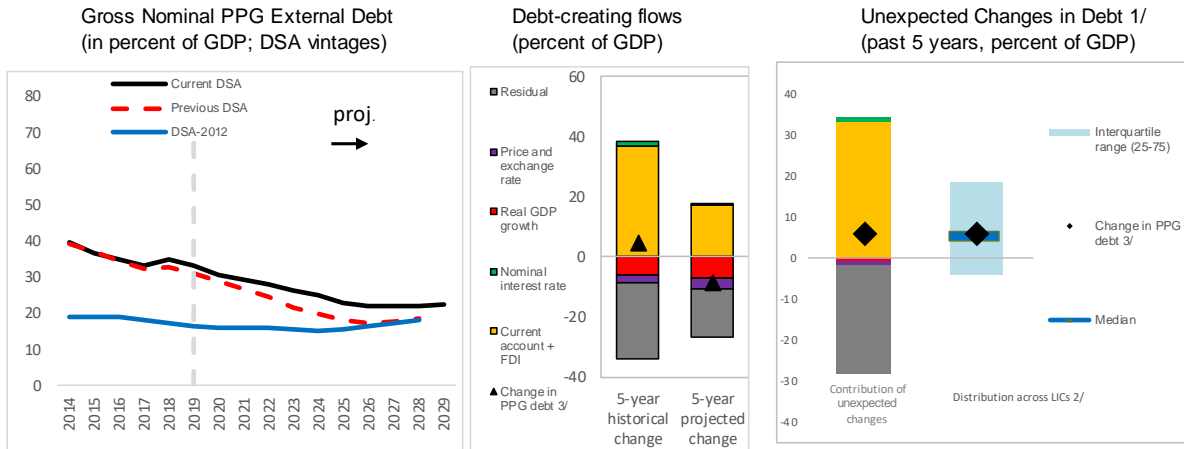 Gross Nominal PPG External Debt
(in percent of GDP; DSA vintages)
Current DSA
Previous DSA
DSA-2012
proj.
80
70
60
50
40
30
20
10
0
2014
2015
2016
2017
2018
2019
2020
2021
2022
2023
2024
2025
2026
2027
2028
2029
Debt-creating flows
(percent of GDP)
Residual
Price and
exchange
rate
Real GDP
growth
Nominal
interest rate
Current
account +
FDI
Change in
PPG debt 3/
60
40
20
0
-20
-40
5-year
historical
change
5-year
projected
change
Unexpected Changes in Debt 1/
(past 5 years, percent of GDP)
40
30
20
10
0
-10
-20
-30
-40
Contribution of
unexpected
changes
Distribution across LICs 2/
Interquartile
range (25-75)
Change in PPG
debt 3/
Median